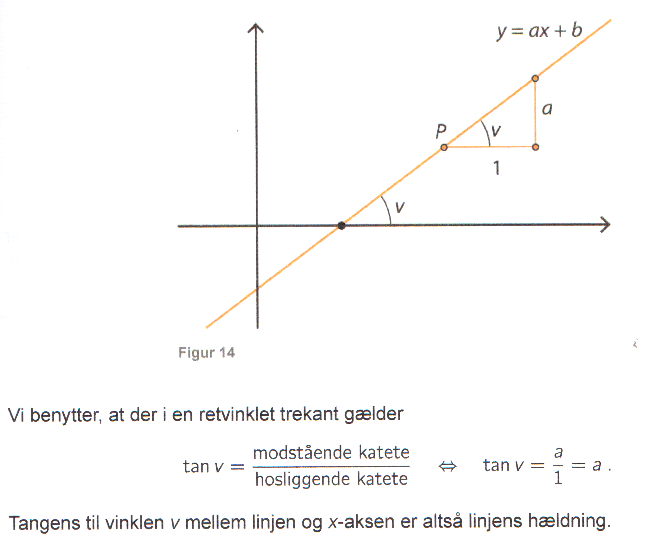 y = ax + b
a
P
v
1
v
Figur 14
Vi benytter, at der i en retvinklet trekant gælder
tan v = modstående katete / hosliggende katete ⇔ tan v = a/1 = a .
Tangens til vinklen v mellem linjen og x-aksen er altså linjens hældning.